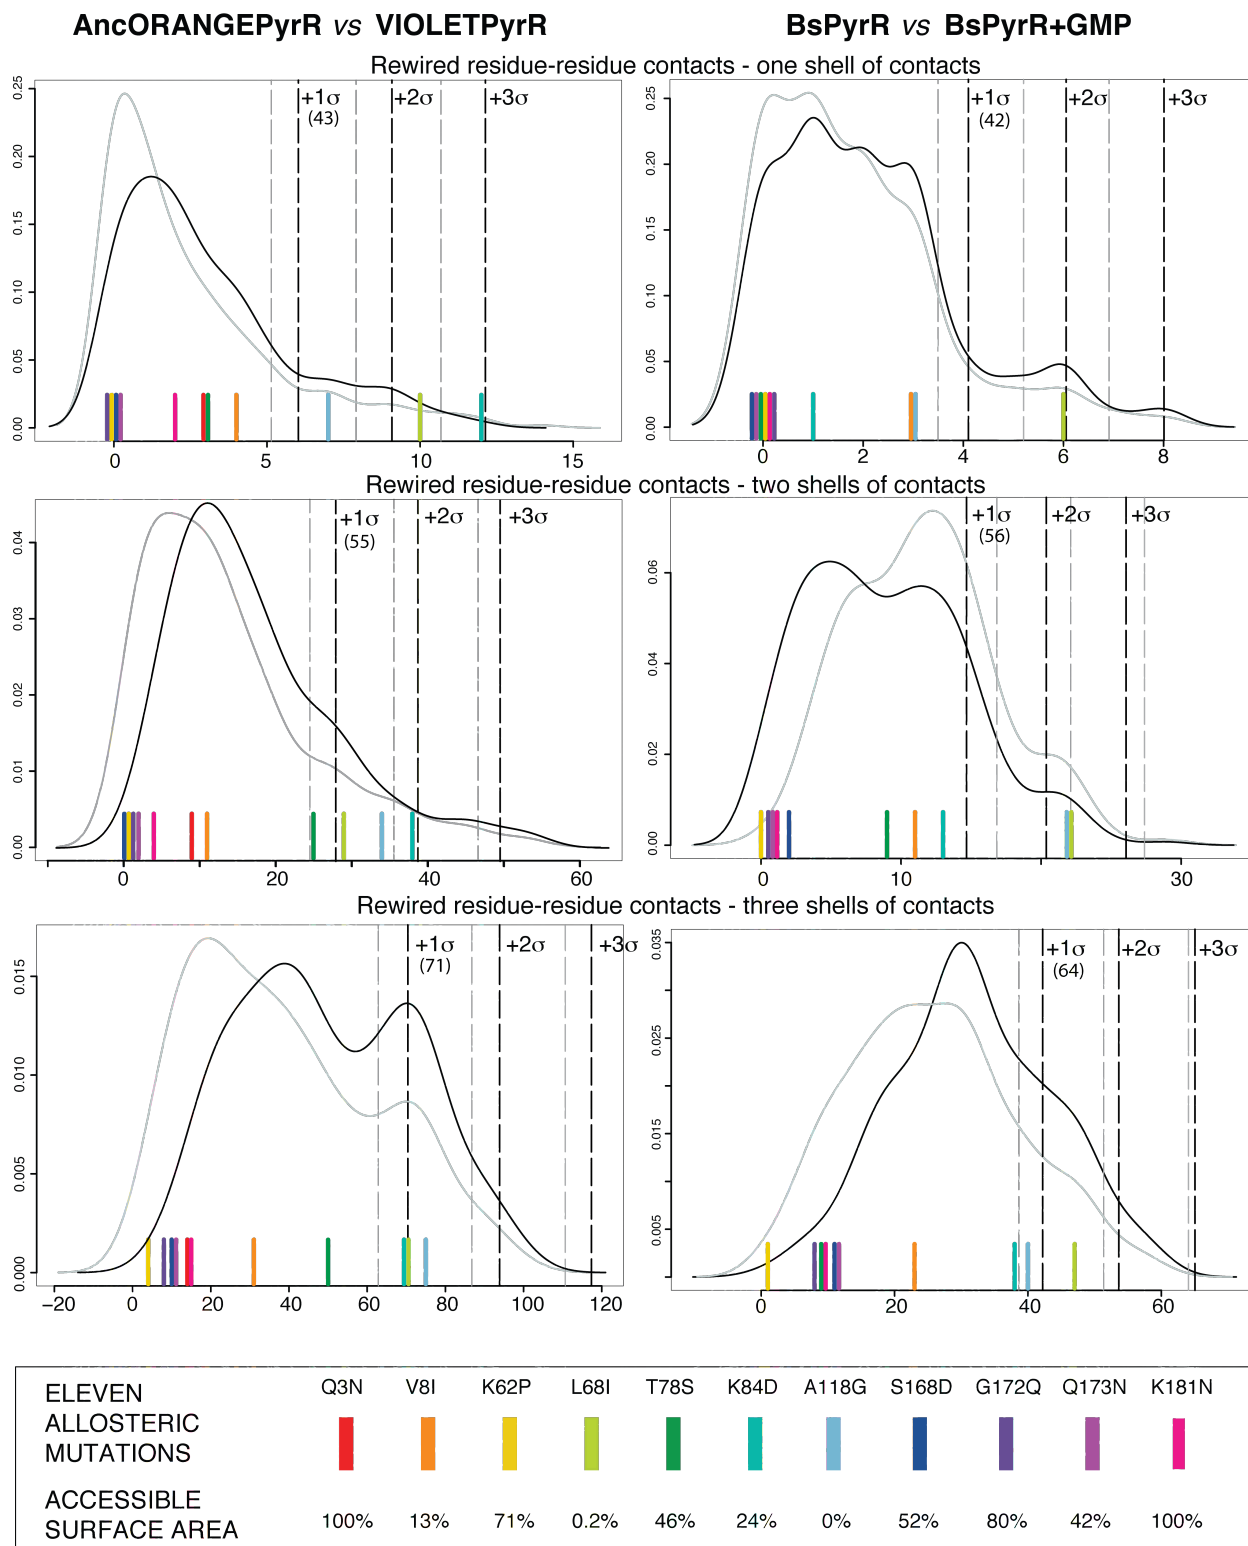 AncORANGEPyrR vs VIOLETPyrR
BsPyrR vs BsPyrR+GMP
Rewired residue-residue contacts - one shell of contacts
0.25
0.20
0.15
0.10
0.05
0.00
+1σ
(43)
+2σ
+3σ
0 5 10 15
0.25
0.20
0.15
0.10
0.05
0.00
+1σ
(42)
+2σ
+3σ
0 2 4 6 8
Rewired residue-residue contacts - two shells of contacts
0.04
0.03
0.02
0.01
0.00
+1σ
(55)
+2σ
+3σ
0 20 40 60
0.06
0.04
0.02
0.00
+1σ
(56)
+2σ
+3σ
0 10 30
Rewired residue-residue contacts - three shells of contacts
0.015
0.010
0.005
0.000
+1σ
(71)
+2σ
+3σ
−20 0 20 40 60 80 100 120
0.035
0.025
0.015
0.005
+1σ
(64)
+2σ
+3σ
0 20 40 60
ELEVEN
ALLOSTERIC
MUTATIONS
Q3N V8I K62P L68I T78S K84D A118G S168D G172Q Q173N K181N
ACCESSIBLE
SURFACE AREA
100% 13% 71% 0.2% 46% 24% 0% 52% 80% 42% 100%